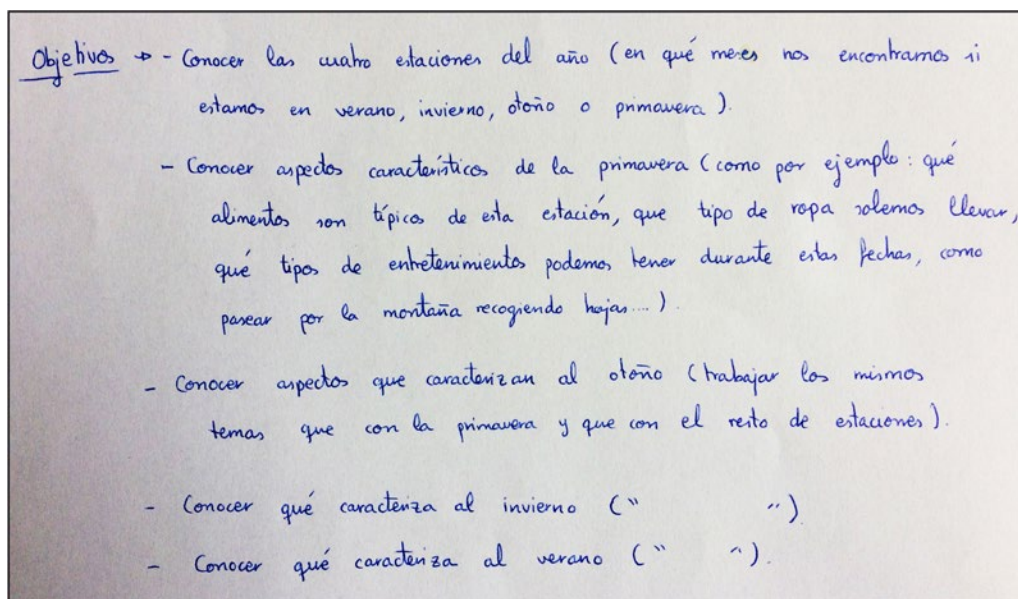 Objetivos → - Conocer las cuatro estaciones del año (en qué meses nos encontramos si
estamos en verano, invierno, otoño o primavera).
- Conocer aspectos característicos de la primavera (como por ejemplo: qué
alimentos son típicos de esta estación, que tipo de ropa solemos llevar,
qué tipos de entretenimientos podemos tener durante estas fechas, como
pasear por la montaña recogiendo hojas...).
- Conocer aspectos que caracterizan al otoño (trabajar los mismos
temas que con la primavera y que con el resto de estaciones).
- Conocer qué caracteriza al invierno (" ")
- Conocer qué caracteriza al verano (" ").